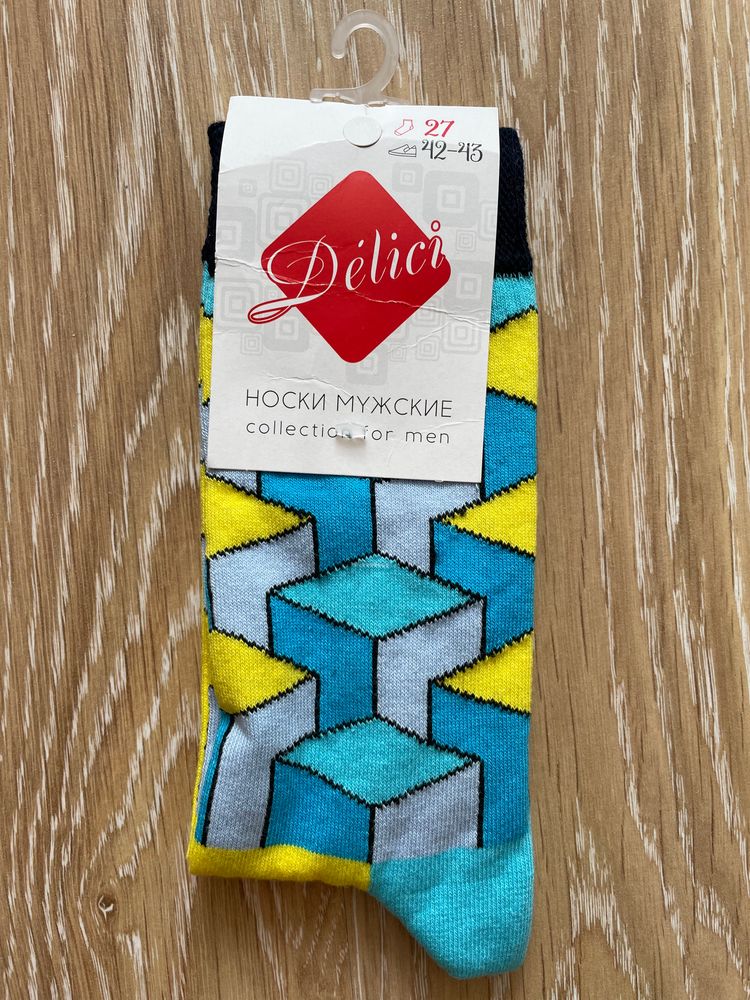 27
42-43
Délici
НОСКИ МУЖСКИЕ
collection for men